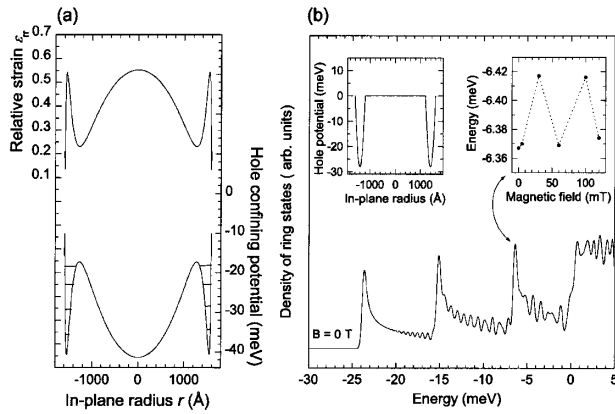 (a)
Relative strain εrr
0.7
0.6
0.5
0.4
0.3
0.2
0.1
0
-10
-20
-30
-40
Hole confining potential (meV)
-1000 0 1000
In-plane radius r (Å)
(b)
Density of ring states ( arb. units)
Hole potential (meV)
10
0
-10
-20
-30
-1000 0 1000
In-plane radius (Å)
Energy (meV)
-6.42
-6.39
-6.36
0 50 100
Magnetic field (mT)
B = 0 T
-30 -25 -20 -15 -10 -5 0 5
Energy (meV)